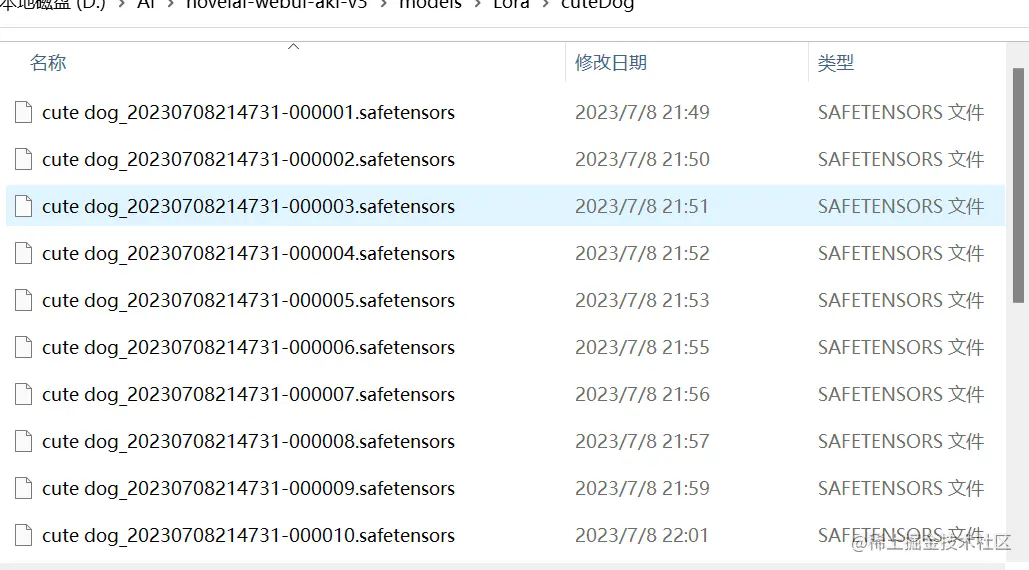 本地磁盘 (D:) > AI > novelai-webui-aki-v3 > models > Lora > cuteDog
名称 修改日期 类型
cute dog_20230708214731-000001.safetensors 2023/7/8 21:49 SAFETENSORS 文件
cute dog_20230708214731-000002.safetensors 2023/7/8 21:50 SAFETENSORS 文件
cute dog_20230708214731-000003.safetensors 2023/7/8 21:51 SAFETENSORS 文件
cute dog_20230708214731-000004.safetensors 2023/7/8 21:52 SAFETENSORS 文件
cute dog_20230708214731-000005.safetensors 2023/7/8 21:53 SAFETENSORS 文件
cute dog_20230708214731-000006.safetensors 2023/7/8 21:55 SAFETENSORS 文件
cute dog_20230708214731-000007.safetensors 2023/7/8 21:56 SAFETENSORS 文件
cute dog_20230708214731-000008.safetensors 2023/7/8 21:57 SAFETENSORS 文件
cute dog_20230708214731-000009.safetensors 2023/7/8 21:59 SAFETENSORS 文件
cute dog_20230708214731-000010.safetensors 2023/7/8 22:01 SAFETENSORS 文件
@稀土掘金技术社区